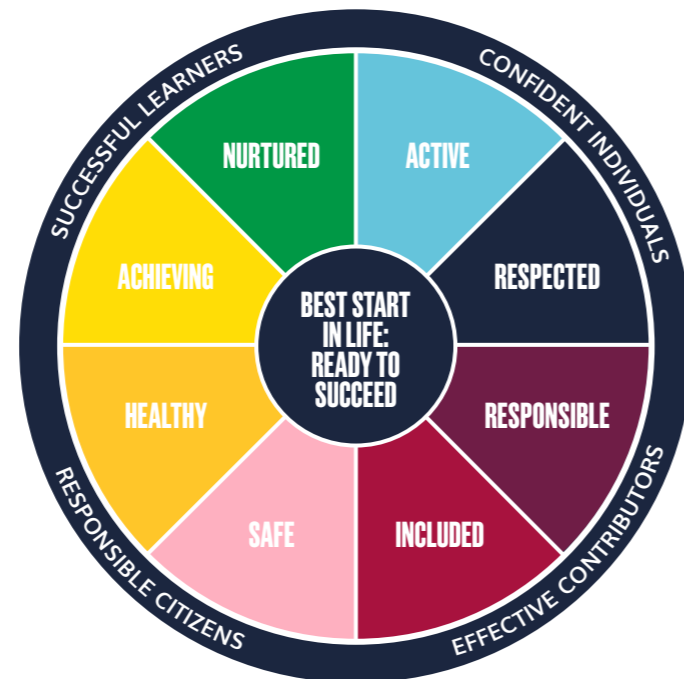 SUCCESSFUL LEARNERS
CONFIDENT INDIVIDUALS
NURTURED
ACTIVE
ACHIEVING
RESPECTED
BEST START
IN LIFE:
READY TO
SUCCEED
HEALTHY
RESPONSIBLE
SAFE
INCLUDED
RESPONSIBLE CITIZENS
EFFECTIVE CONTRIBUTORS